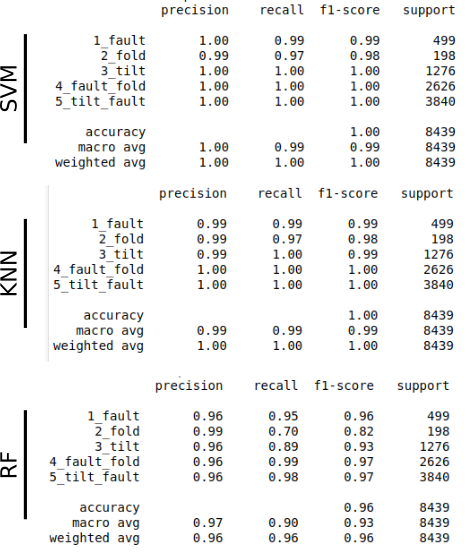 SVM
precision recall f1-score support
1_fault 1.00 0.99 0.99 499
2_fold 0.99 0.97 0.98 198
3_tilt 1.00 1.00 1.00 1276
4_fault_fold 1.00 1.00 1.00 2626
5_tilt_fault 1.00 1.00 1.00 3840
accuracy 1.00 8439
macro avg 1.00 0.99 0.99 8439
weighted avg 1.00 1.00 1.00 8439
KNN
precision recall f1-score support
1_fault 0.99 0.99 0.99 499
2_fold 0.99 0.97 0.98 198
3_tilt 0.99 1.00 0.99 1276
4_fault_fold 1.00 1.00 1.00 2626
5_tilt_fault 1.00 1.00 1.00 3840
accuracy 1.00 8439
macro avg 0.99 0.99 0.99 8439
weighted avg 1.00 1.00 1.00 8439
RF
precision recall f1-score support
1_fault 0.96 0.95 0.96 499
2_fold 0.99 0.70 0.82 198
3_tilt 0.96 0.89 0.93 1276
4_fault_fold 0.96 0.99 0.97 2626
5_tilt_fault 0.96 0.98 0.97 3840
accuracy 0.96 8439
macro avg 0.97 0.90 0.93 8439
weighted avg 0.96 0.96 0.96 8439